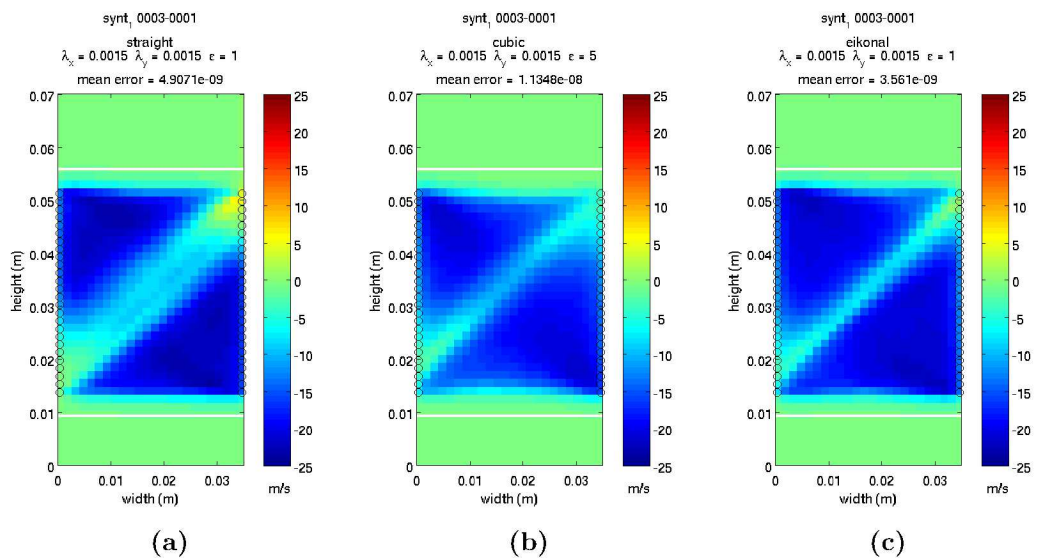 synt₁ 0003-0001
straight
λx = 0.0015 λy = 0.0015 ε = 1
mean error = 4.9071e-09
0.07
0.06
0.05
0.04
0.03
0.02
0.01
0
height (m)
0 0.01 0.02 0.03
width (m)
25
20
15
10
5
0
-5
-10
-15
-20
-25
m/s
(a)
synt₁ 0003-0001
cubic
λx = 0.0015 λy = 0.0015 ε = 5
mean error = 1.1348e-08
0.07
0.06
0.05
0.04
0.03
0.02
0.01
0
height (m)
0 0.01 0.02 0.03
width (m)
25
20
15
10
5
0
-5
-10
-15
-20
-25
m/s
(b)
synt₁ 0003-0001
eikonal
λx = 0.0015 λy = 0.0015 ε = 1
mean error = 3.561e-09
0.07
0.06
0.05
0.04
0.03
0.02
0.01
0
height (m)
0 0.01 0.02 0.03
width (m)
25
20
15
10
5
0
-5
-10
-15
-20
-25
m/s
(c)